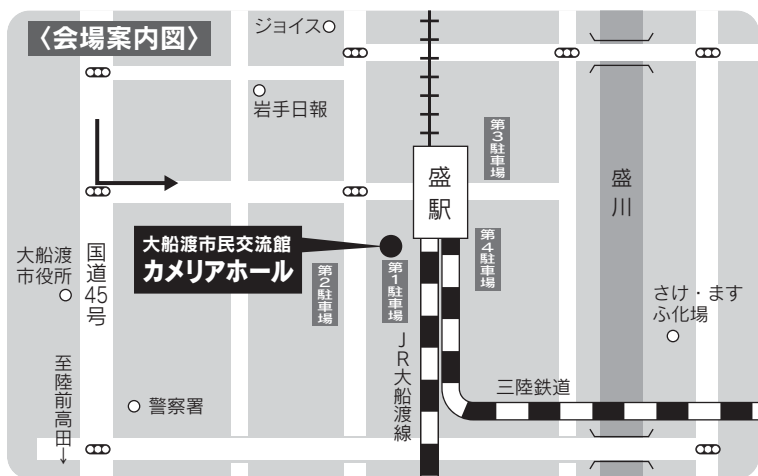 〈会場案内図〉
ジョイス
岩手日報
第3駐車場
盛駅
盛川
大船渡市民交流館
カメリアホール
第4駐車場
第1駐車場
第2駐車場
大船渡
市役所
国道45号
さけ・ます
ふ化場
JR大船渡線
三陸鉄道
至陸前高田→
警察署